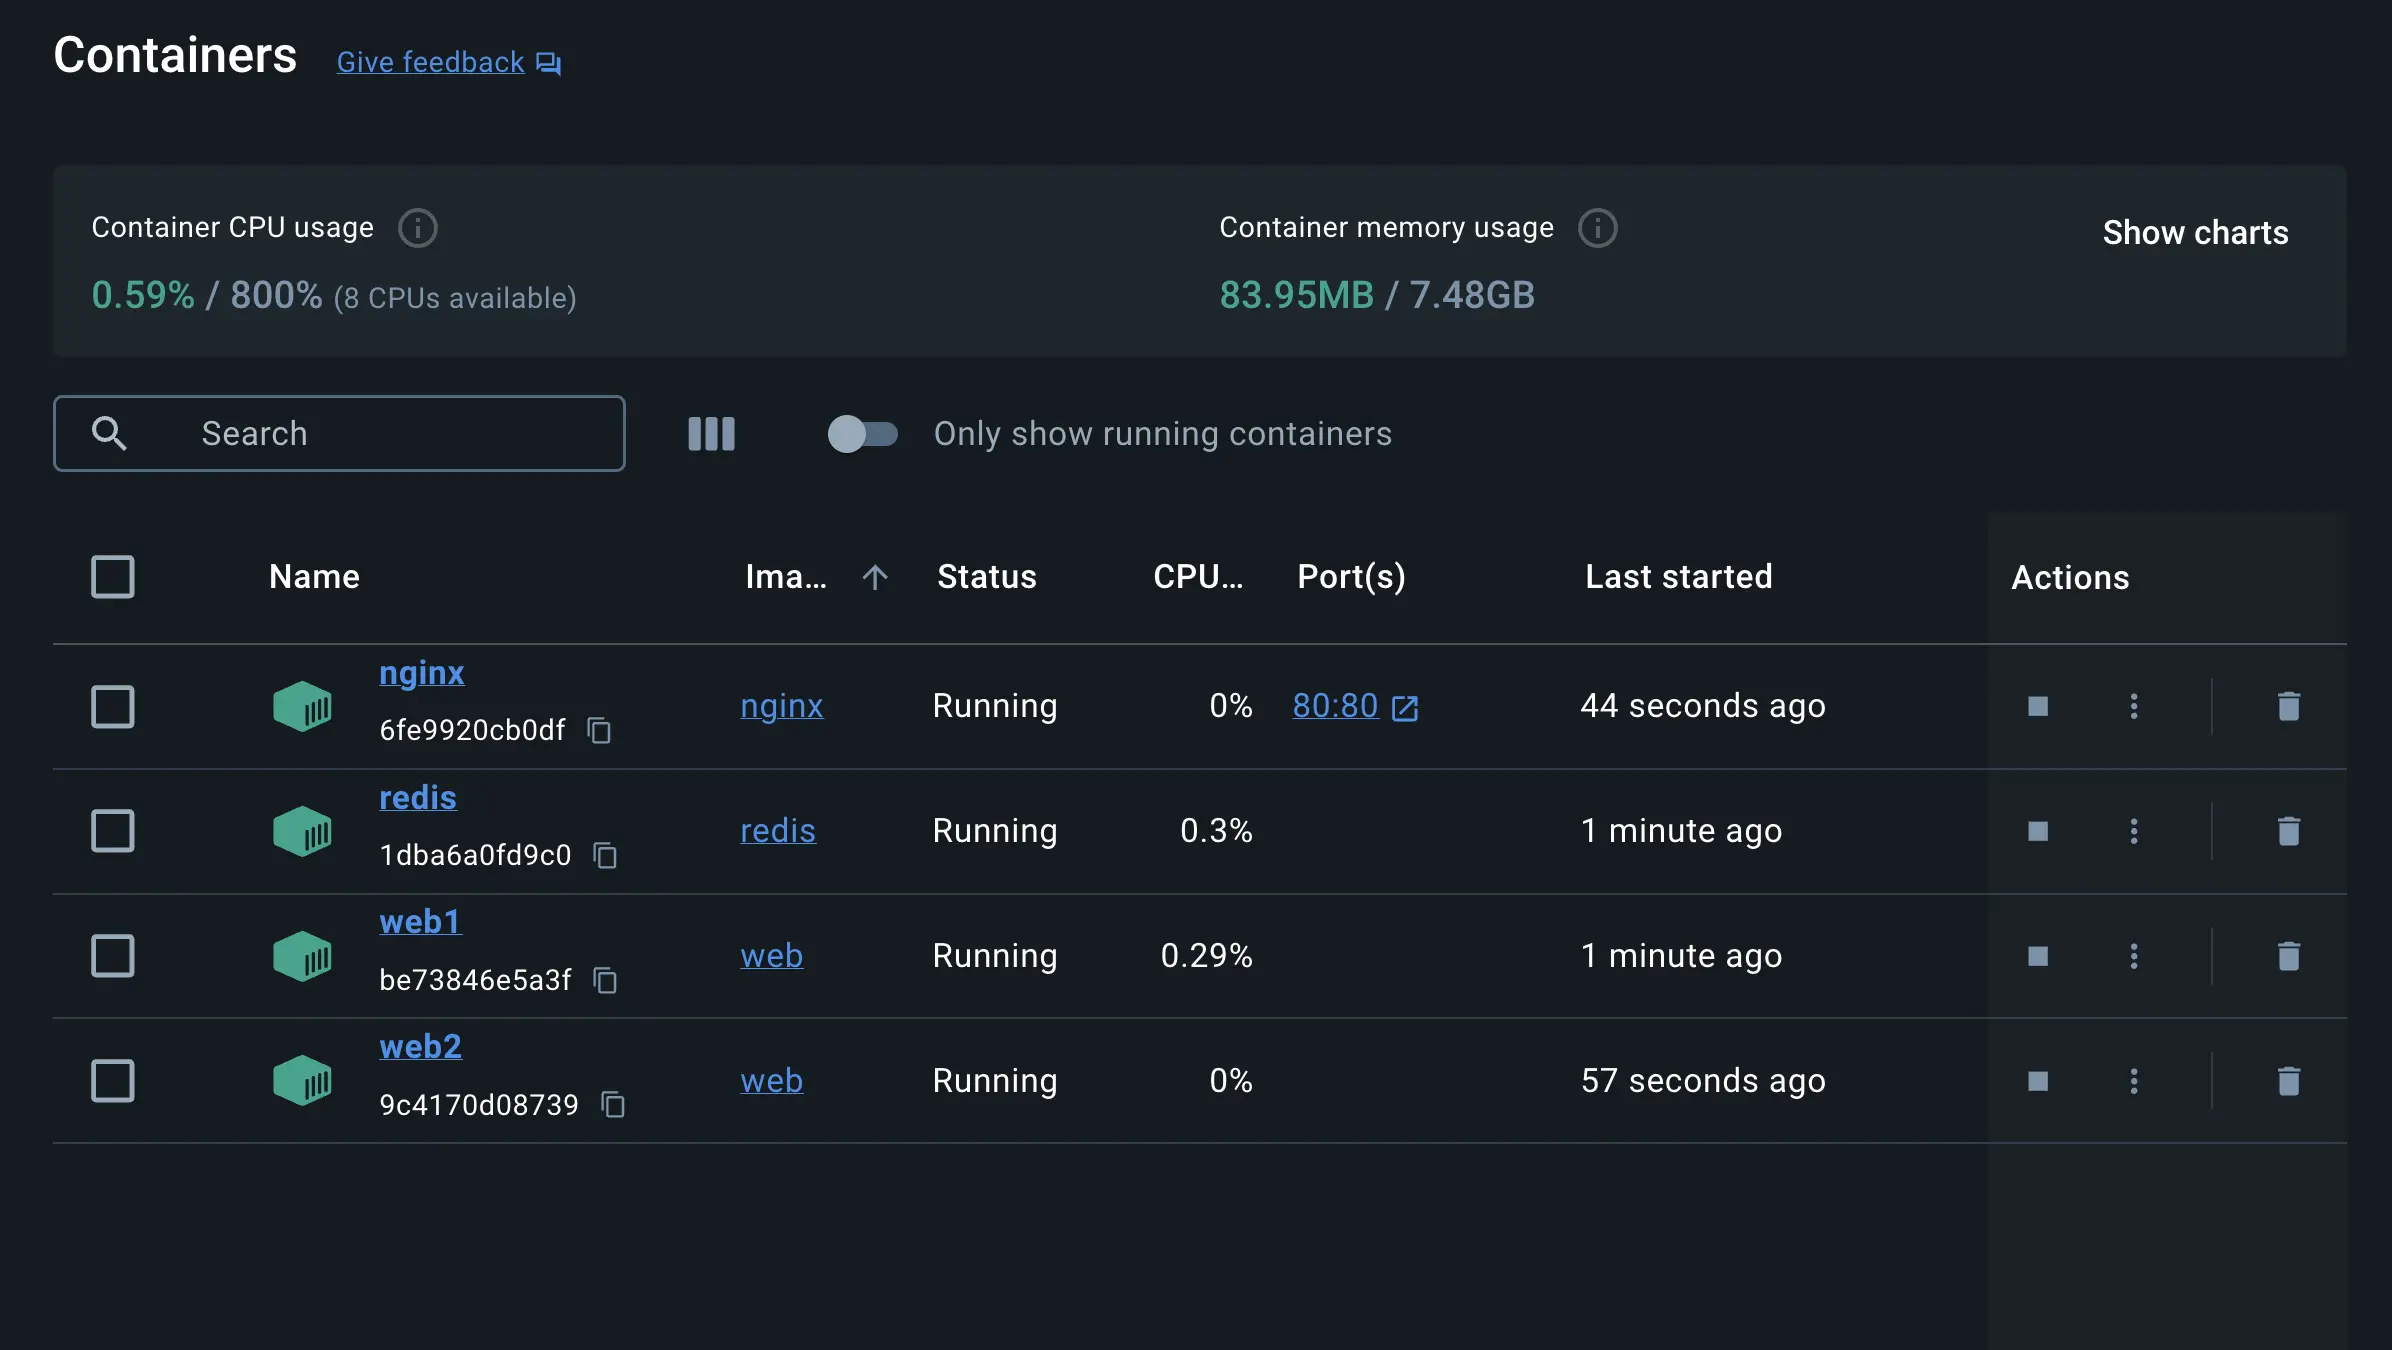 Containers Give feedback
Container CPU usage
0.59% / 800% (8 CPUs available)
Container memory usage
83.95MB / 7.48GB
Show charts
Search
Only show running containers
Name Ima... Status CPU... Port(s) Last started Actions
nginx
6fe9920cb0df
nginx Running 0% 80:80 44 seconds ago
redis
1dba6a0fd9c0
redis Running 0.3% 1 minute ago
web1
be73846e5a3f
web Running 0.29% 1 minute ago
web2
9c4170d08739
web Running 0% 57 seconds ago